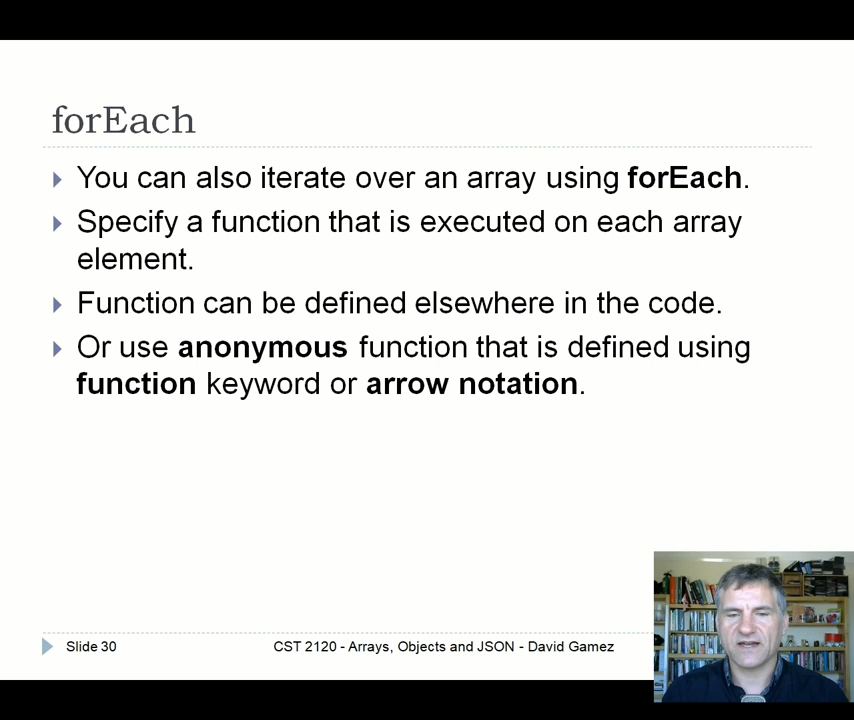 forEach
You can also iterate over an array using forEach.
Specify a function that is executed on each array
element.
Function can be defined elsewhere in the code.
Or use anonymous function that is defined using
function keyword or arrow notation.
Slide 30
CST 2120 - Arrays, Objects and JSON - David Gamez